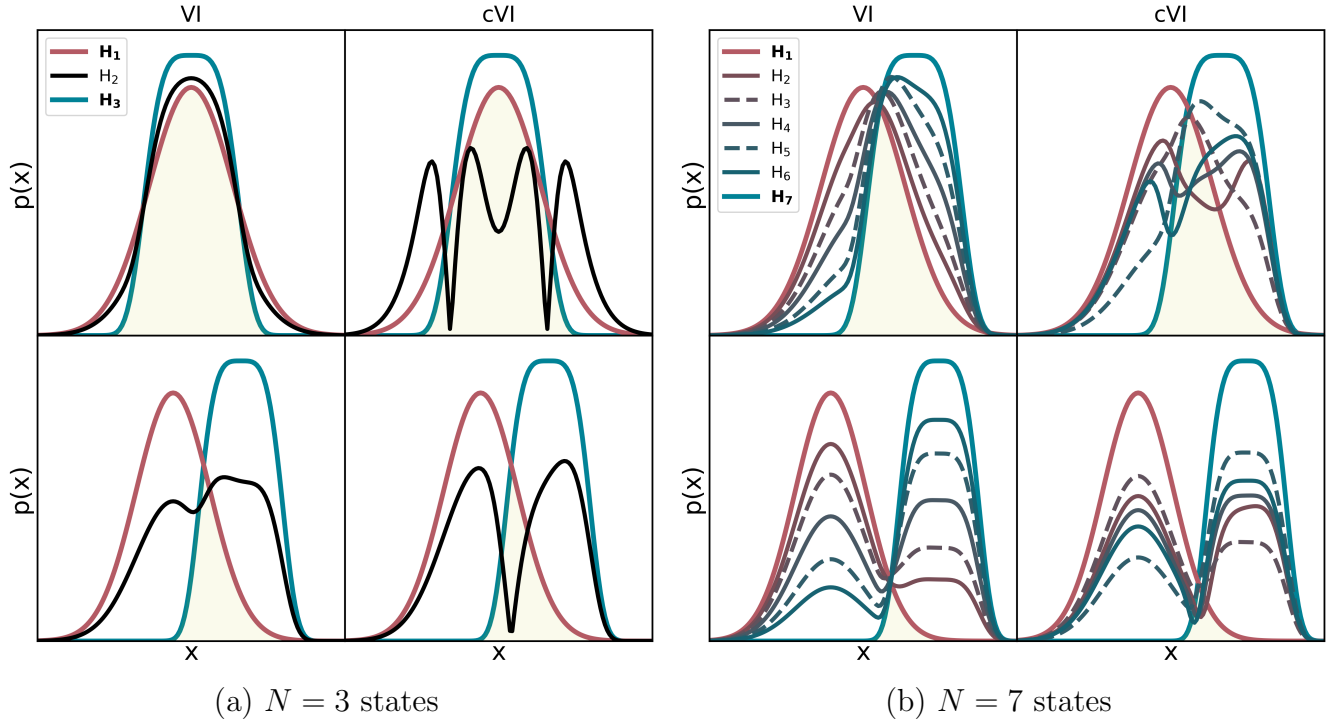 VI
cVI
VI
cVI
H₁
H₂
H₃
H₁
H₂
H₃
H₄
H₅
H₆
H₇
p(x)
p(x)
p(x)
p(x)
x
x
x
x
(a) N = 3 states
(b) N = 7 states